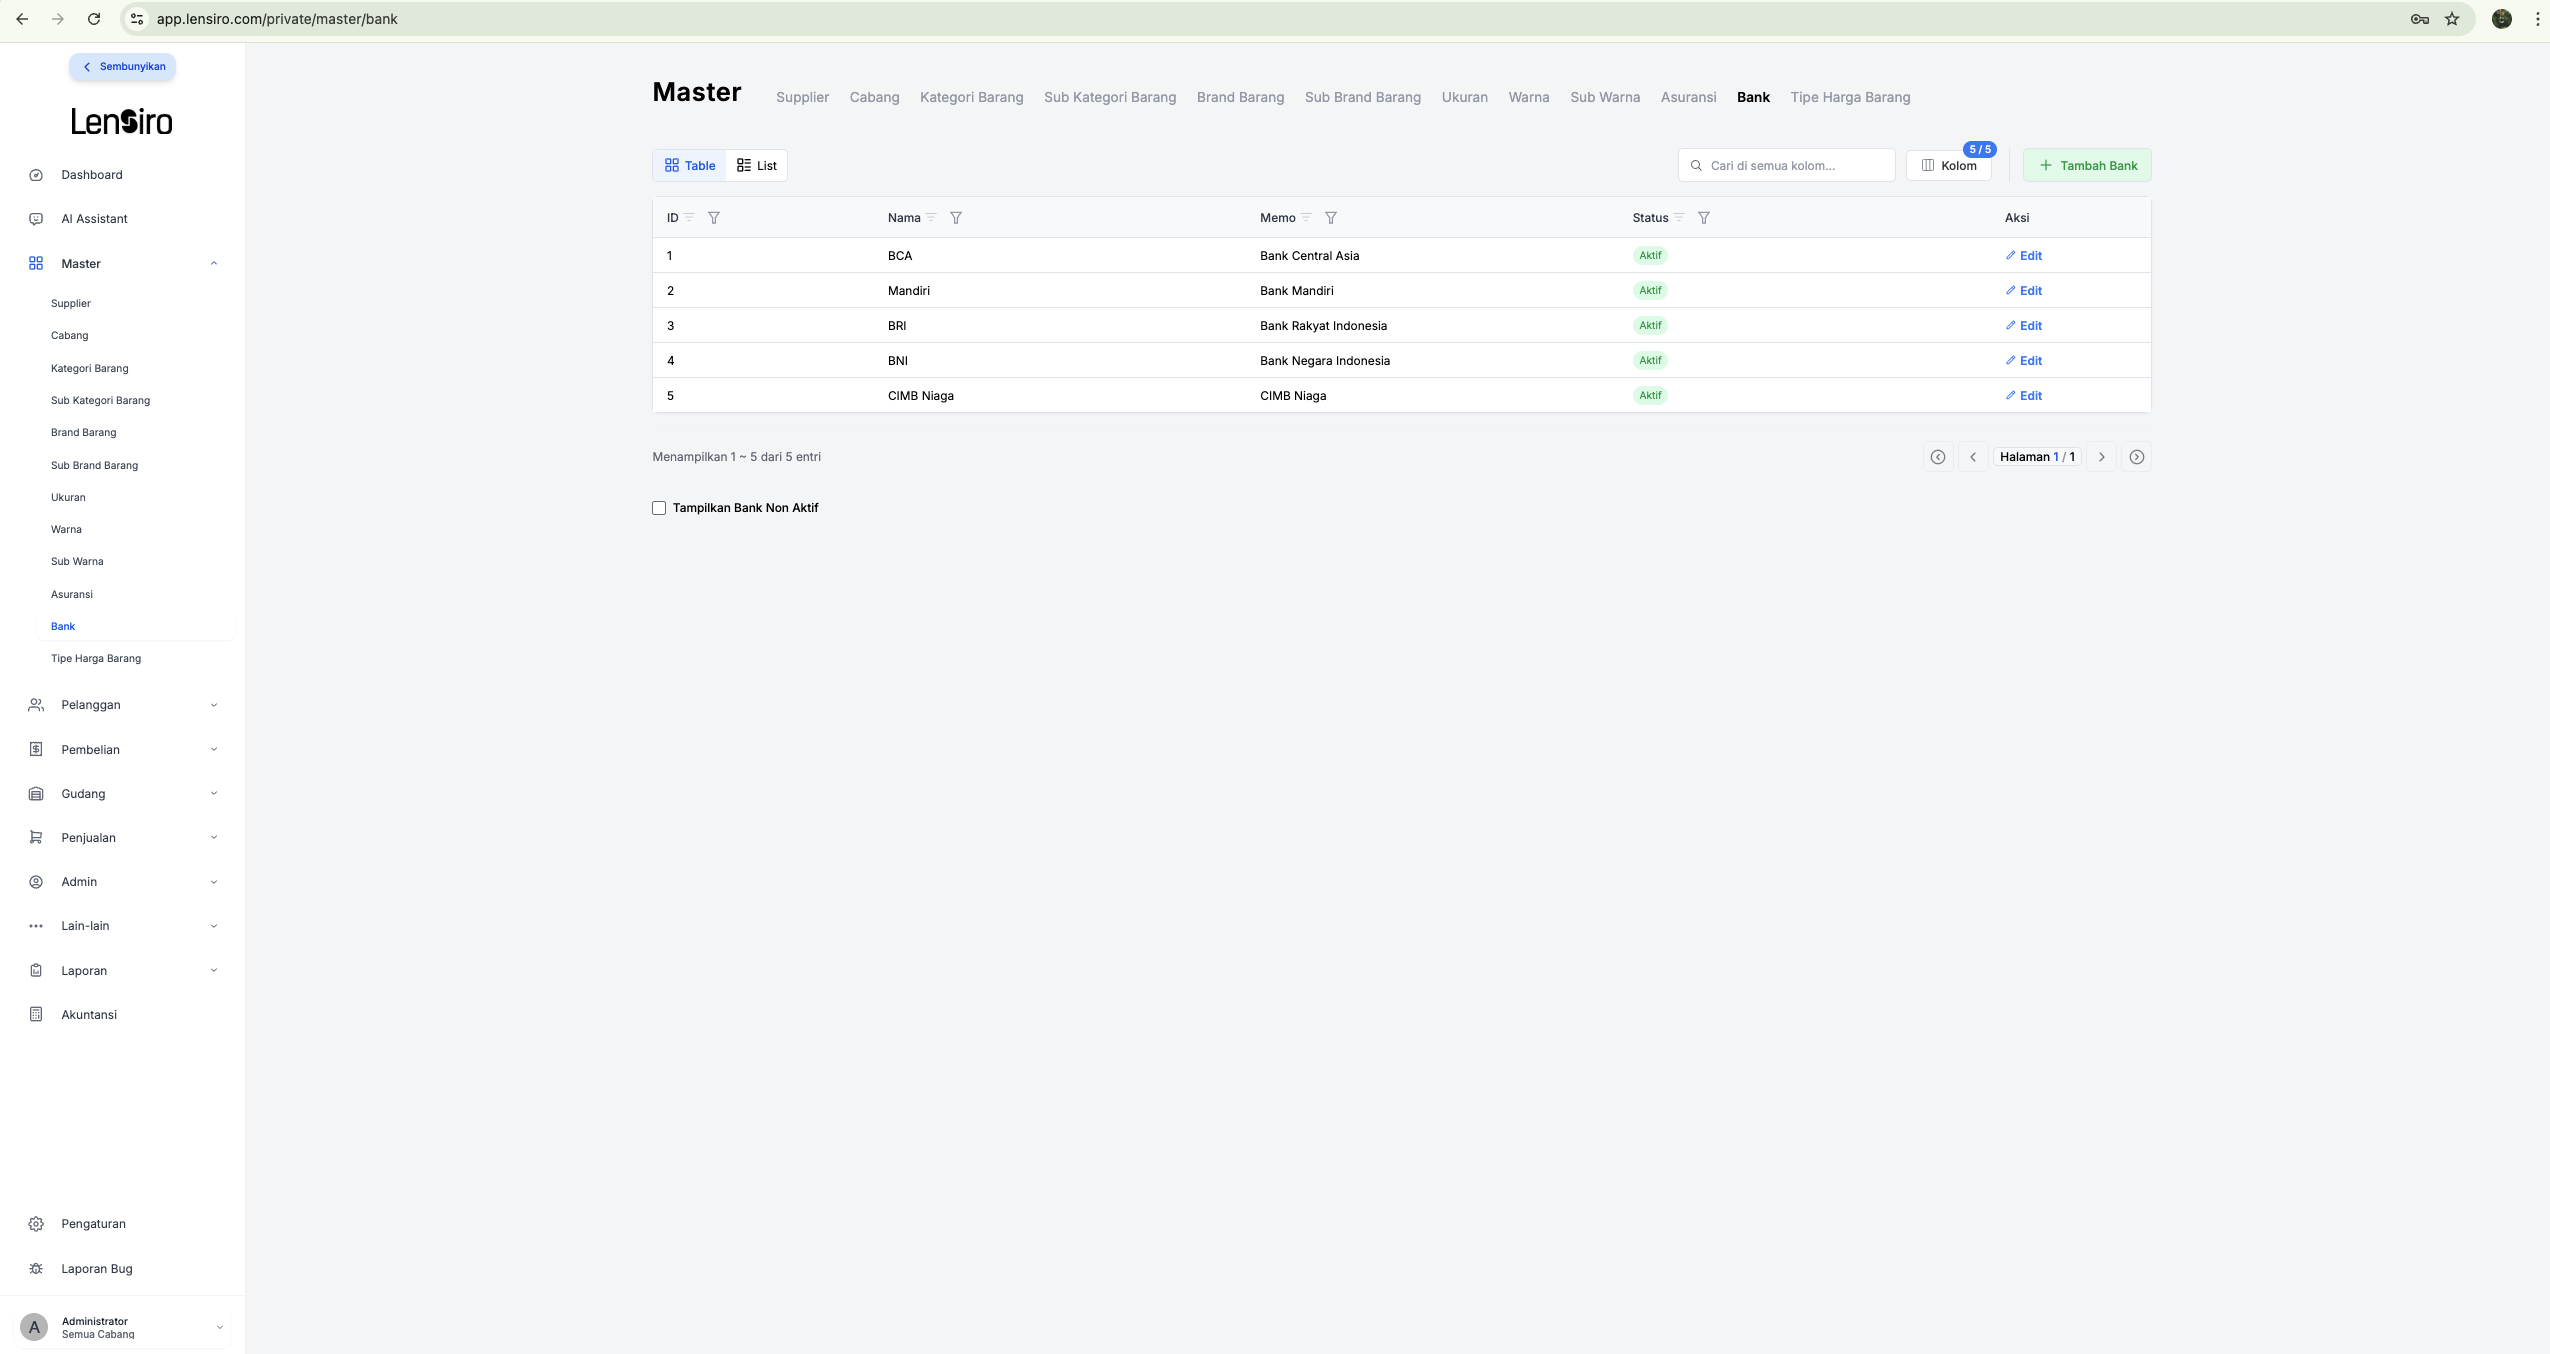 app.lensiro.com/private/master/bank
Sembunyikan
LenSiro
Dashboard
AI Assistant
Master
Supplier
Cabang
Kategori Barang
Sub Kategori Barang
Brand Barang
Sub Brand Barang
Ukuran
Warna
Sub Warna
Asuransi
Bank
Tipe Harga Barang
Pelanggan
Pembelian
Gudang
Penjualan
Admin
Lain-lain
Laporan
Akuntansi
Pengaturan
Laporan Bug
A
Administrator
Semua Cabang
Master Supplier Cabang Kategori Barang Sub Kategori Barang Brand Barang Sub Brand Barang Ukuran Warna Sub Warna Asuransi Bank Tipe Harga Barang
Table List Cari di semua kolom... Kolom 5 / 5 Tambah Bank
ID Nama Memo Status Aksi
1 BCA Bank Central Asia Aktif Edit
2 Mandiri Bank Mandiri Aktif Edit
3 BRI Bank Rakyat Indonesia Aktif Edit
4 BNI Bank Negara Indonesia Aktif Edit
5 CIMB Niaga CIMB Niaga Aktif Edit
Menampilkan 1 ~ 5 dari 5 entri Halaman 1 / 1
Tampilkan Bank Non Aktif